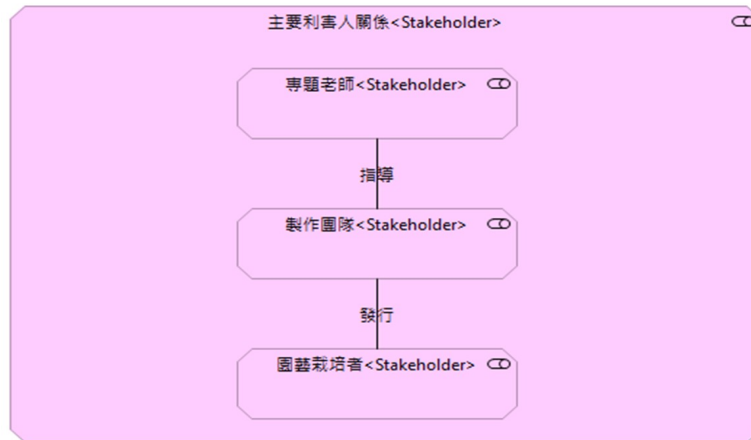 主要利害人關係<Stakeholder>
專題老師<Stakeholder>
指導
製作團隊<Stakeholder>
發行
園藝栽培者<Stakeholder>